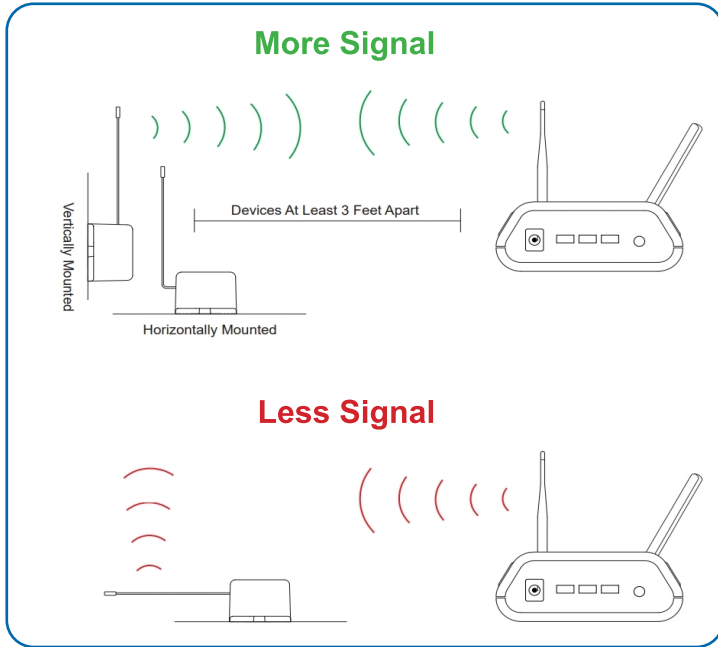 More Signal
Devices At Least 3 Feet Apart
Vertically Mounted
Horizontally Mounted
Less Signal